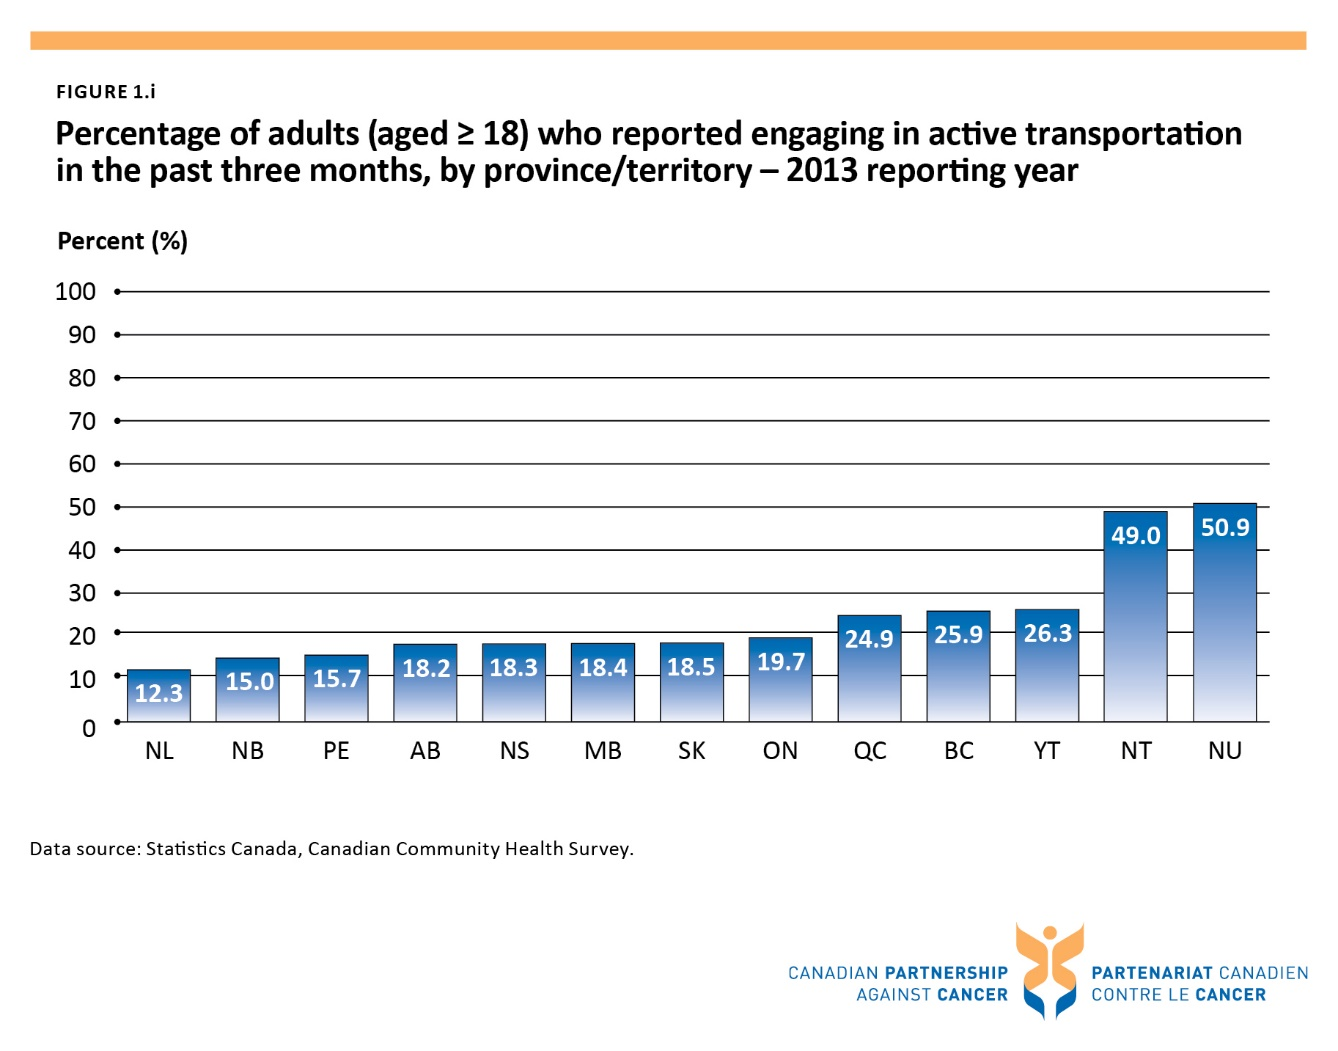 FIGURE 1.i
Percentage of adults (aged ≥ 18) who reported engaging in active transportation
in the past three months, by province/territory – 2013 reporting year
Percent (%)
100
90
80
70
60
50
40
30
20
10
0
12.3 15.0 15.7 18.2 18.3 18.4 18.5 19.7 24.9 25.9 26.3 49.0 50.9
NL NB PE AB NS MB SK ON QC BC YT NT NU
Data source: Statistics Canada, Canadian Community Health Survey.
CANADIAN PARTNERSHIP
AGAINST CANCER
PARTENARIAT CANADIEN
CONTRE LE CANCER